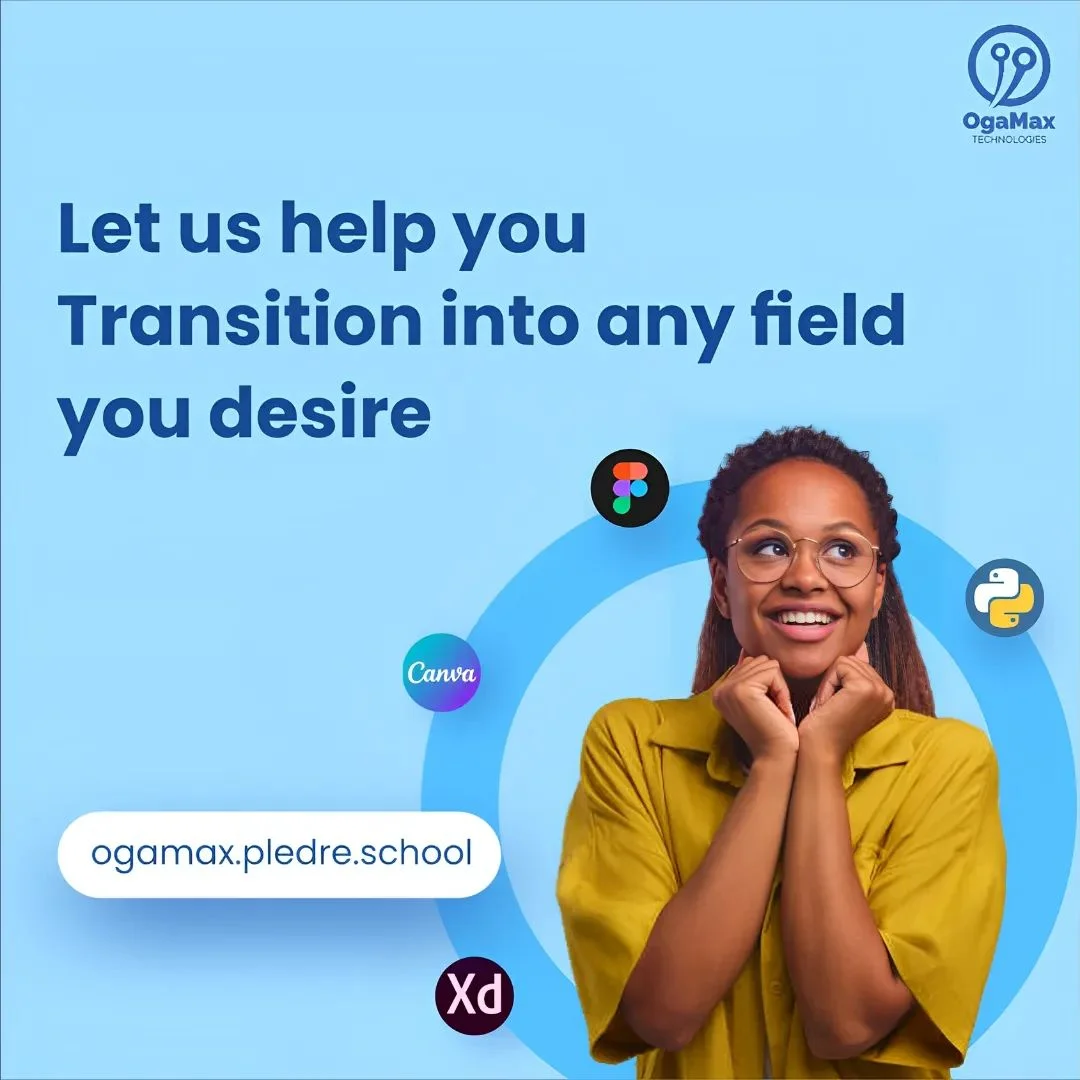 OgaMax
TECHNOLOGIES
Let us help you
Transition into any field
you desire
Canva
ogamax.pledre.school
Xd